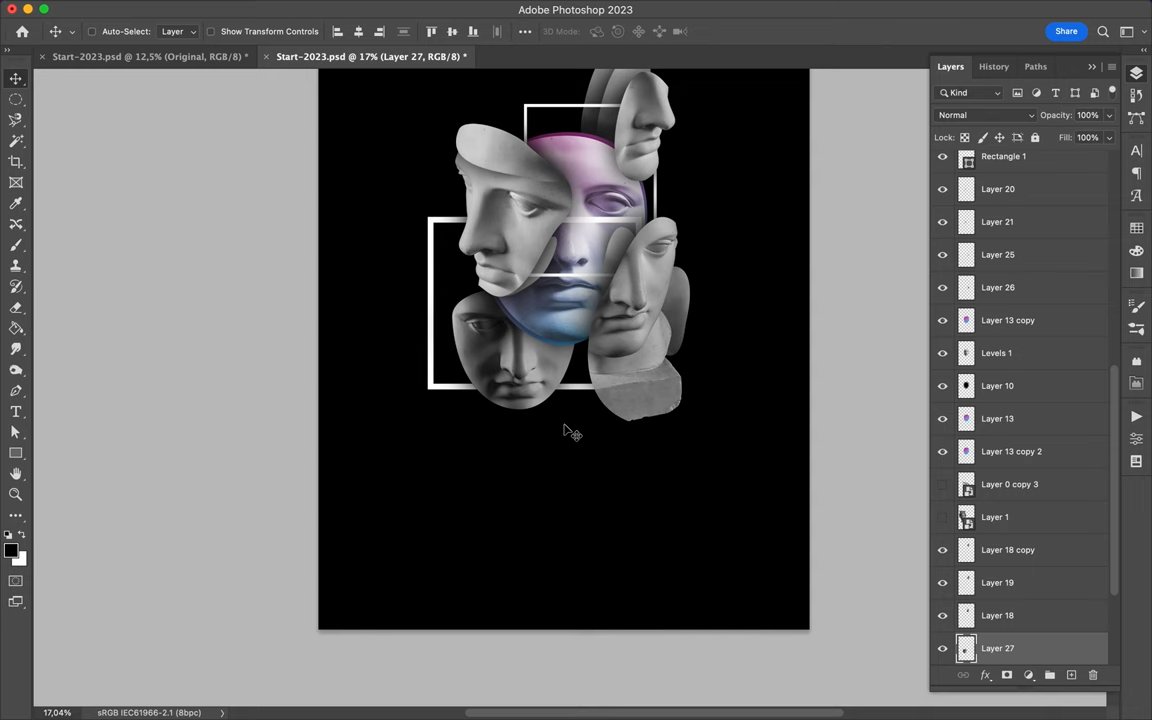 Adobe Photoshop 2023
Auto-Select: Layer Show Transform Controls 3D Mode: Share
Start-2023.psd @ 12,5% (Original, RGB/8) * Start-2023.psd @ 17% (Layer 27, RGB/8) *
Layers History Paths
Kind
Normal Opacity: 100%
Lock: Fill: 100%
Rectangle 1
Layer 20
Layer 21
Layer 25
Layer 26
Layer 13 copy
Levels 1
Layer 10
Layer 13
Layer 13 copy 2
Layer 0 copy 3
Layer 1
Layer 18 copy
Layer 19
Layer 18
Layer 27
fx
17,04% sRGB IEC61966-2.1 (8bpc)